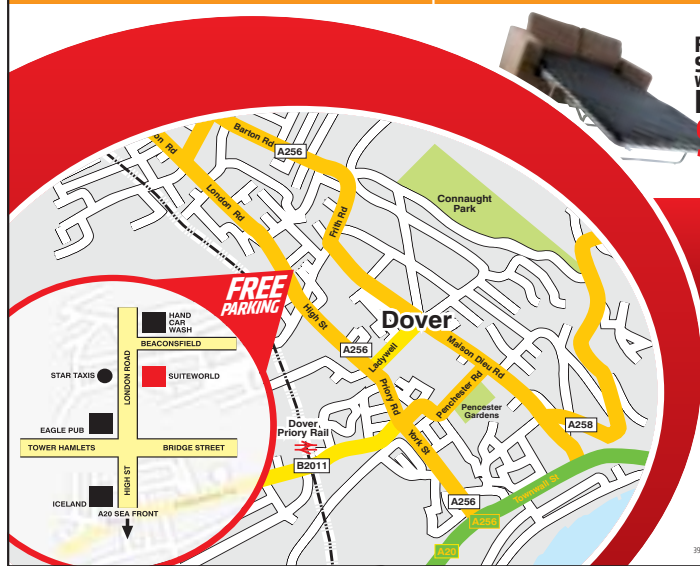 on Rd
Barton Rd
A256
London Rd
Frith Rd
Connaught
Park
FREE
PARKING
High St
Dover
A256
Ladywell
Maison Dieu Rd
Priory Rd
Penchester Rd
Pencester
Gardens
Dover
Priory Rail
York St
A258
B2011
Townwall St
A256
A256
A20
HAND
CAR
WASH
BEACONSFIELD
LONDON ROAD
STAR TAXIS
SUITEWORLD
EAGLE PUB
TOWER HAMLETS
BRIDGE STREET
HIGH ST
ICELAND
A20 SEA FRONT
39